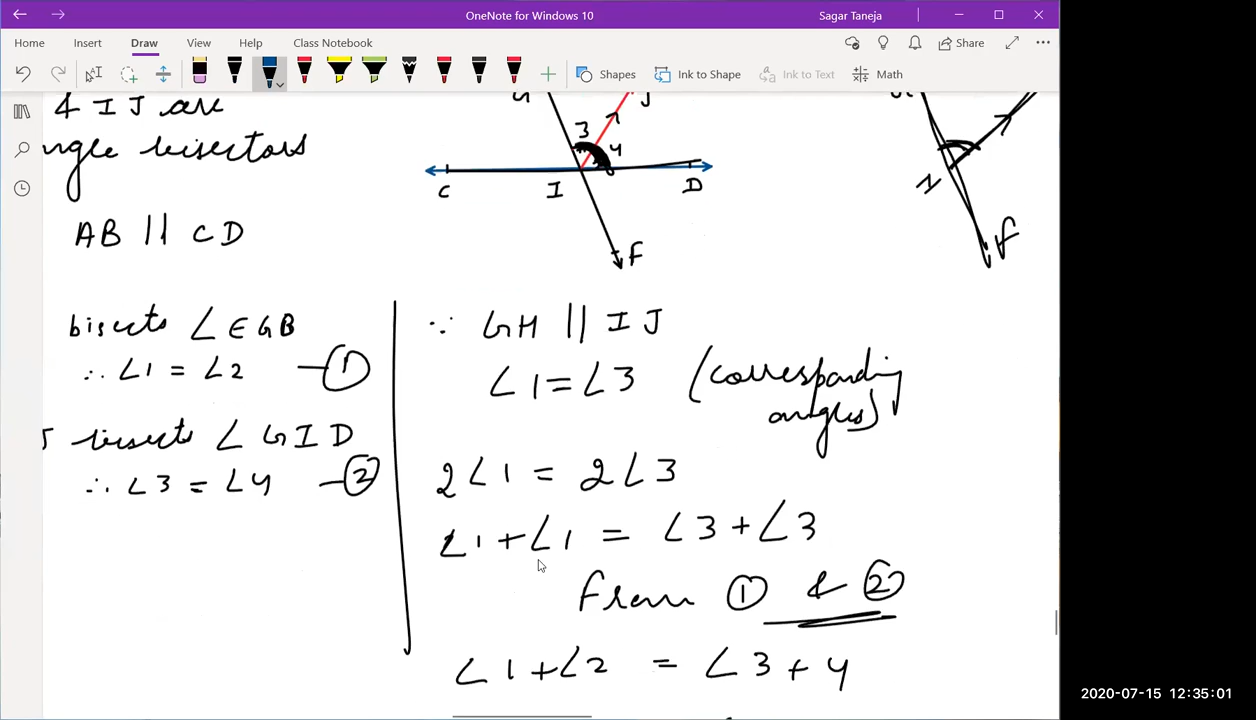 OneNote for Windows 10
Sagar Taneja
Home Insert Draw View Help Class Notebook
Share
Shapes Ink to Shape Ink to Text Math
& IJ are
ngle bisectors
AB || CD
bisects ∠EGB
∴ ∠1 = ∠2 — ①
bisects ∠GID
∴ ∠3 = ∠4 — ②
G J
3
4
C I D
F
N
F
∵ GH || IJ
∠1 = ∠3 (corresponding
angles)
2∠1 = 2∠3
∠1 + ∠1 = ∠3 + ∠3
From ① & ②
∠1 + ∠2 = ∠3 + 4
2020-07-15 12:35:01